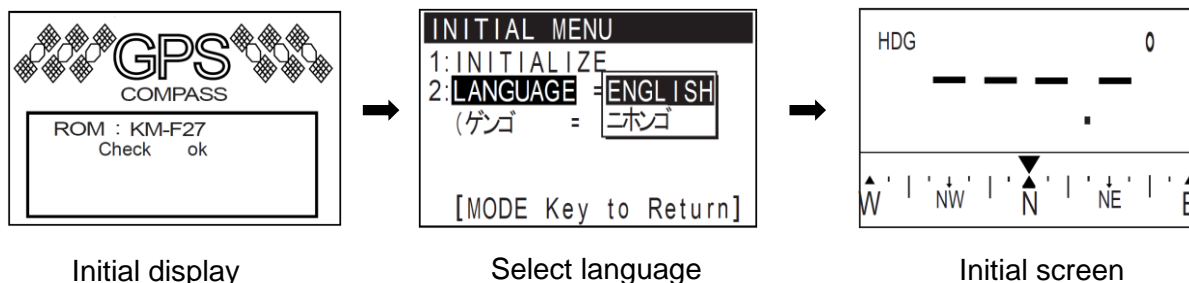 GPS
COMPASS
ROM : KM-F27
Check ok
Initial display
INITIAL MENU
1:INITIALIZE
2:LANGUAGE =ENGLISH
(ゲンゴ = ニホンゴ
[MODE Key to Return]
Select language
HDG 0
---.-
W NW N NE E
Initial screen